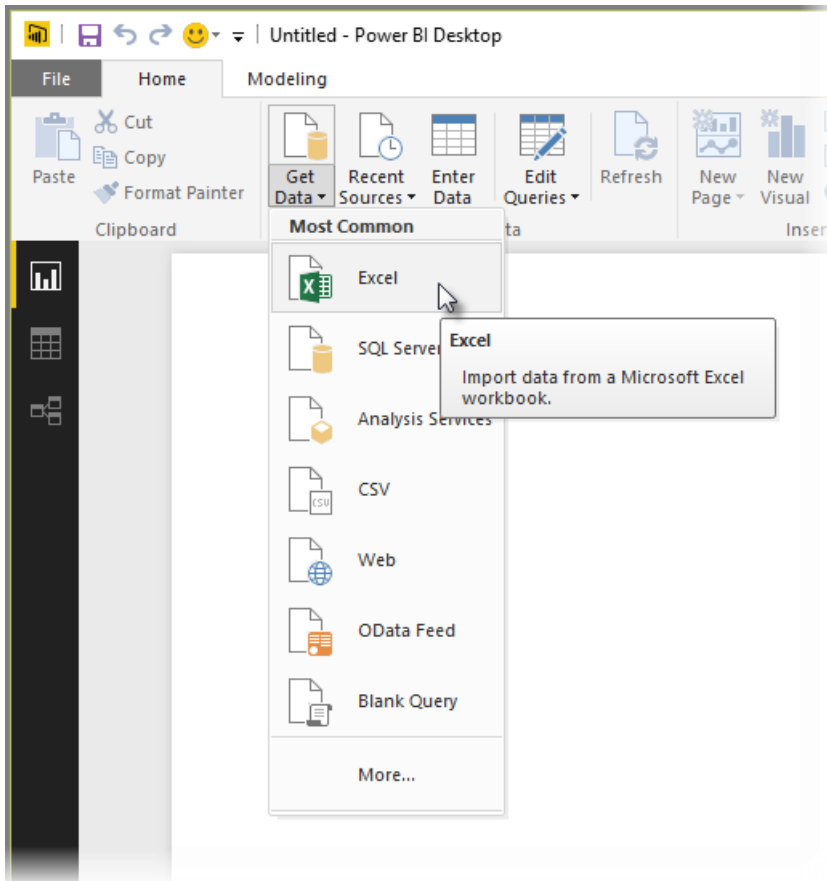 Untitled - Power BI Desktop
File Home Modeling
Cut
Copy
Format Painter
Paste
Get Data
Recent Sources
Enter Data
Edit Queries
Refresh
New Page
New Visual
Clipboard
Most Common
Excel
SQL Server
Excel
Import data from a Microsoft Excel
workbook.
Analysis Services
CSV
CSV
Web
OData Feed
Blank Query
More...